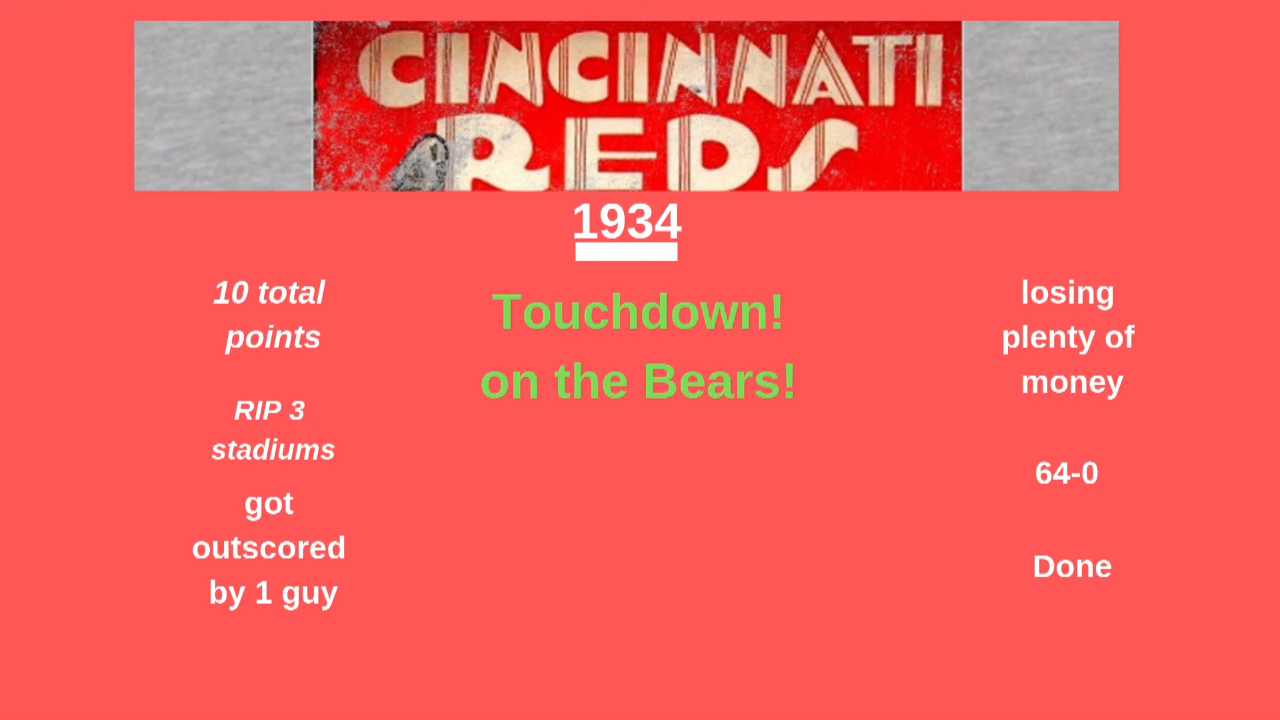 CINCINNATI
REDS
1934
10 total
points
RIP 3
stadiums
got
outscored
by 1 guy
Touchdown!
on the Bears!
losing
plenty of
money
64-0
Done